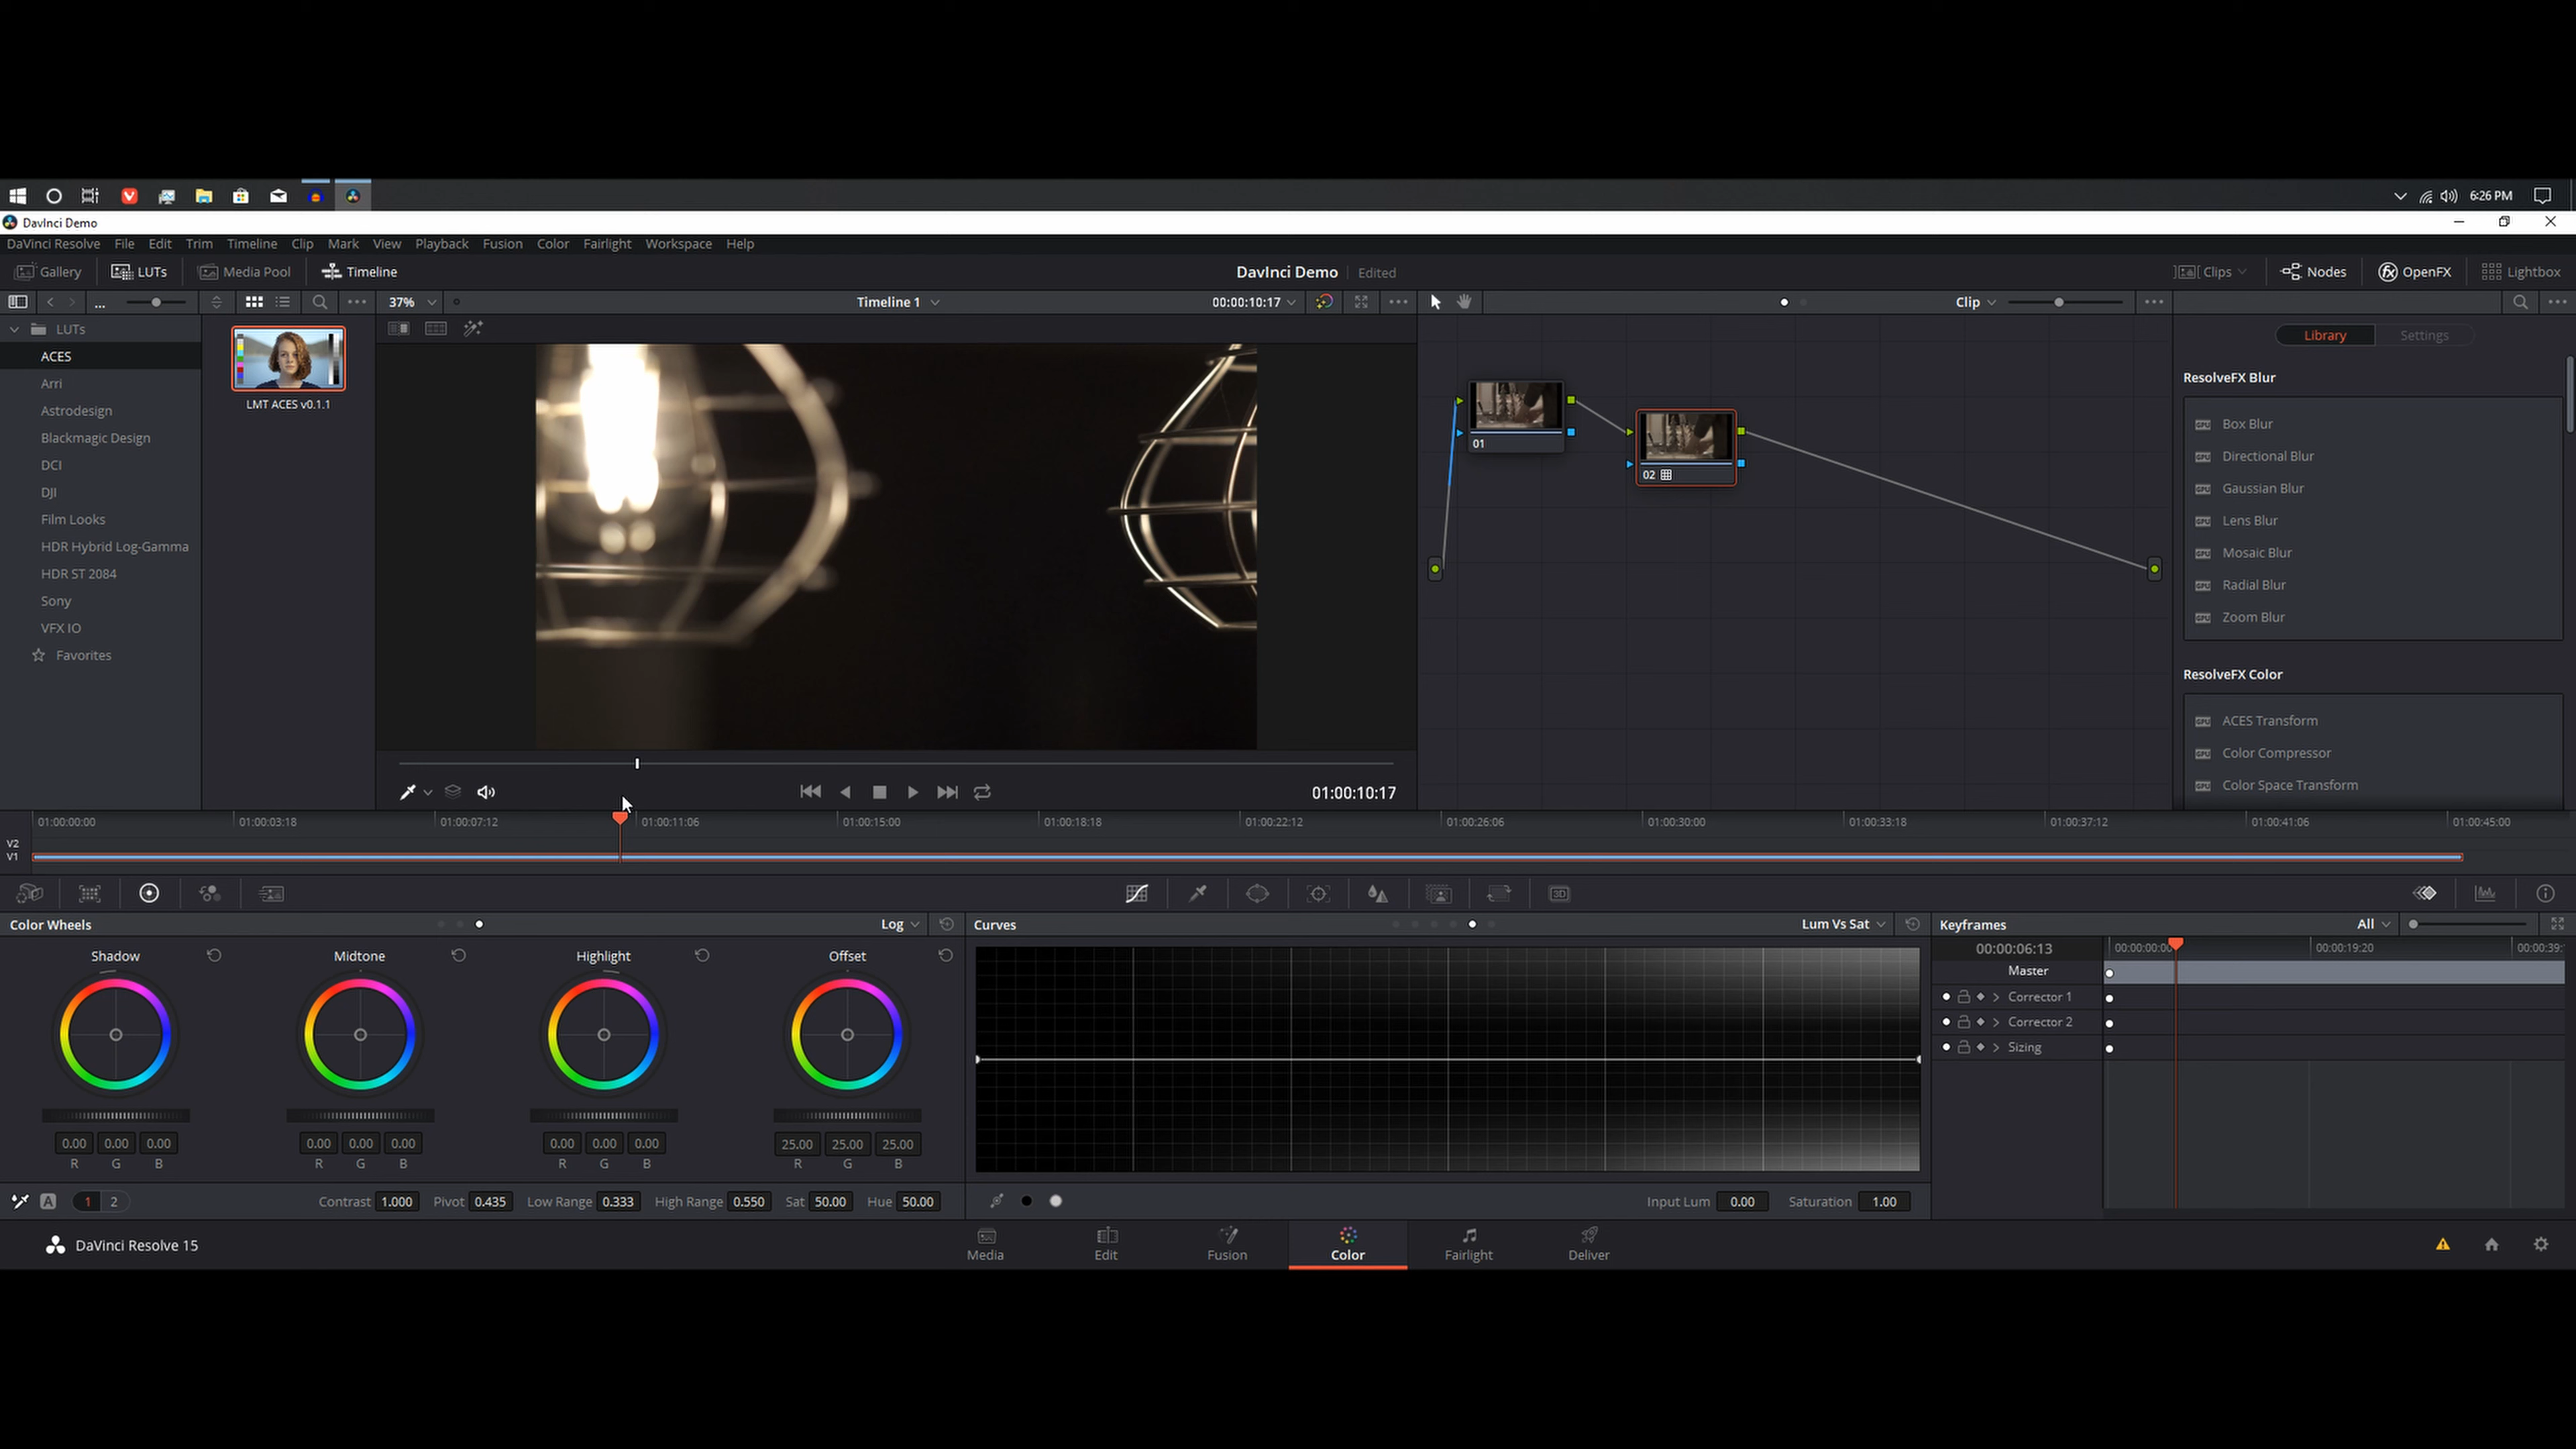 6:26 PM
DavInci Demo
DaVinci Resolve File Edit Trim Timeline Clip Mark View Playback Fusion Color Fairlight Workspace Help
Gallery LUTs Media Pool Timeline DavInci Demo Edited Clips Nodes OpenFX Lightbox
... 37% Timeline 1 00:00:10:17 Clip
LUTs
ACES
Arri
Astrodesign
Blackmagic Design
DCI
DJI
Film Looks
HDR Hybrid Log-Gamma
HDR ST 2084
Sony
VFX IO
Favorites
LMT ACES v0.1.1
01
02
Library Settings
ResolveFX Blur
Box Blur
Directional Blur
Gaussian Blur
Lens Blur
Mosaic Blur
Radial Blur
Zoom Blur
ResolveFX Color
ACES Transform
Color Compressor
Color Space Transform
01:00:10:17
01:00:00:00 01:00:03:18 01:00:07:12 01:00:11:06 01:00:15:00 01:00:18:18 01:00:22:12 01:00:26:06 01:00:30:00 01:00:33:18 01:00:37:12 01:00:41:06 01:00:45:00
V2
V1
3D
Color Wheels Log
Shadow Midtone Highlight Offset
0.00 0.00 0.00 0.00 0.00 0.00 0.00 0.00 0.00 25.00 25.00 25.00
R G B R G B R G B R G B
A 1 2 Contrast 1.000 Pivot 0.435 Low Range 0.333 High Range 0.550 Sat 50.00 Hue 50.00
Curves Lum Vs Sat
Input Lum 0.00 Saturation 1.00
Keyframes All
00:00:06:13 00:00:00:00 00:00:19:20 00:00:39:
Master
Corrector 1
Corrector 2
Sizing
DaVinci Resolve 15
Media Edit Fusion Color Fairlight Deliver